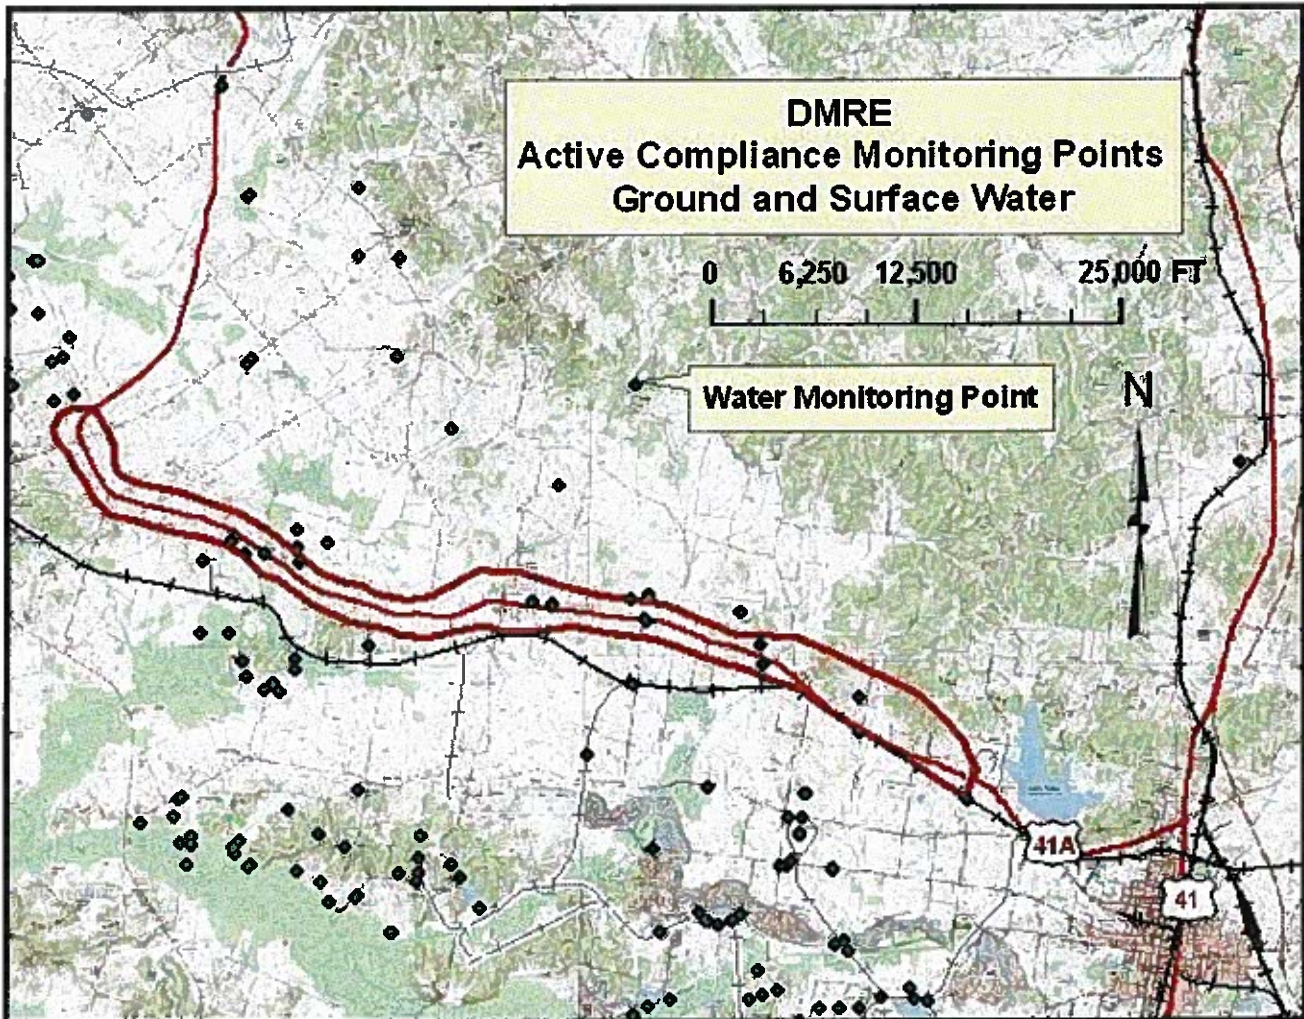 DMRE
Active Compliance Monitoring Points
Ground and Surface Water
0 6,250 12,500 25,000 FT
Water Monitoring Point
N
41A
41